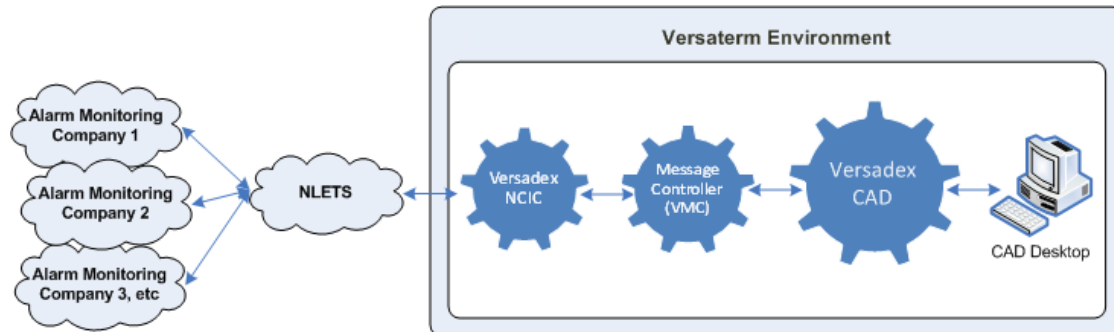 Versaterm Environment
Alarm Monitoring
Company 1
Alarm Monitoring
Company 2
Alarm Monitoring
Company 3, etc
NLETS
Versadex
NCIC
Message
Controller
(VMC)
Versadex
CAD
CAD Desktop